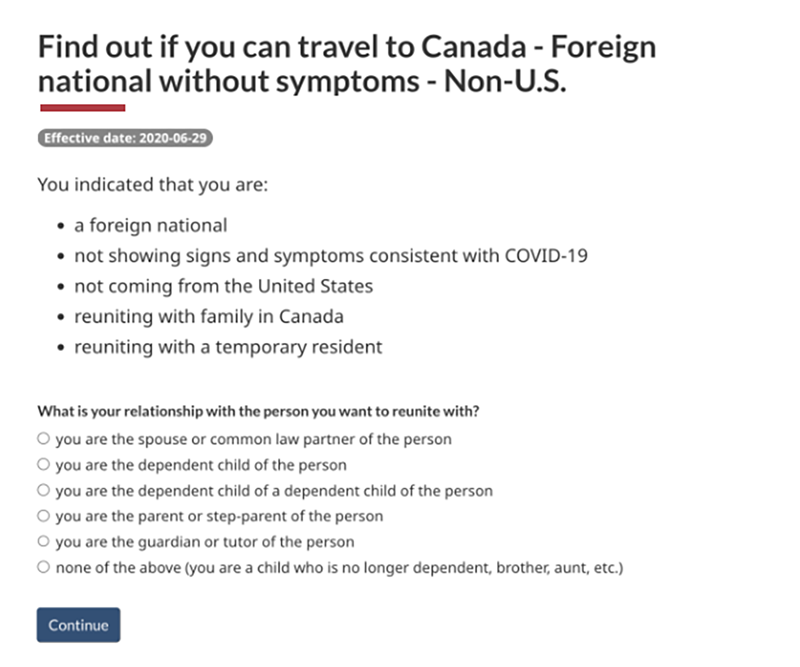 Find out if you can travel to Canada - Foreign
national without symptoms - Non-U.S.
Effective date: 2020-06-29
You indicated that you are:
• a foreign national
• not showing signs and symptoms consistent with COVID-19
• not coming from the United States
• reuniting with family in Canada
• reuniting with a temporary resident
What is your relationship with the person you want to reunite with?
you are the spouse or common law partner of the person
you are the dependent child of the person
you are the dependent child of a dependent child of the person
you are the parent or step-parent of the person
you are the guardian or tutor of the person
none of the above (you are a child who is no longer dependent, brother, aunt, etc.)
Continue